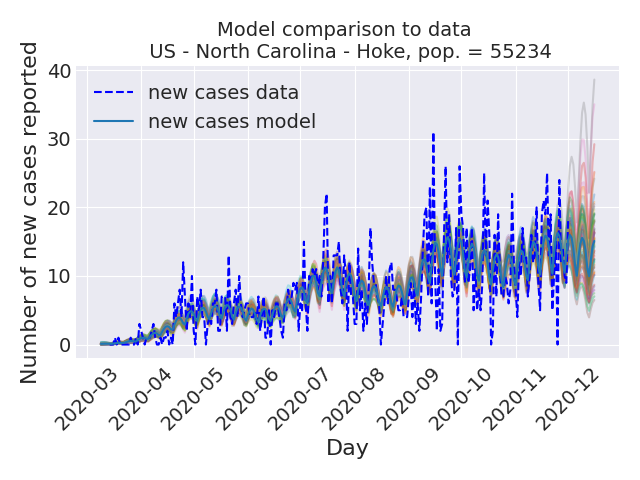 Model comparison to data
US - North Carolina - Hoke, pop. = 55234
Number of new cases reported
40
30
20
10
0
new cases data
new cases model
2020-03
2020-04
2020-05
2020-06
2020-07
2020-08
2020-09
2020-10
2020-11
2020-12
Day